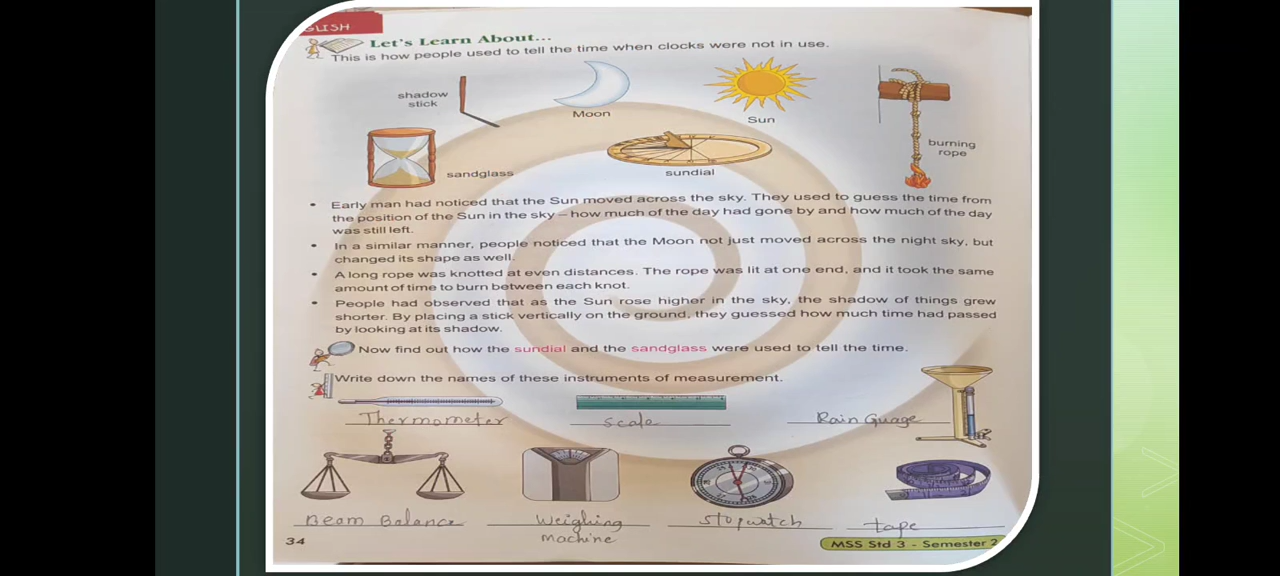 GLISH
Let's Learn About...
This is how people used to tell the time when clocks were not in use.
shadow
stick
Moon
Sun
burning
rope
sandglass
sundial
• Early man had noticed that the Sun moved across the sky. They used to guess the time from
the position of the Sun in the sky – how much of the day had gone by and how much of the day
was still left.
• In a similar manner, people noticed that the Moon not just moved across the night sky, but
changed its shape as well.
• A long rope was knotted at even distances. The rope was lit at one end, and it took the same
amount of time to burn between each knot.
• People had observed that as the Sun rose higher in the sky, the shadow of things grew
shorter. By placing a stick vertically on the ground, they guessed how much time had passed
by looking at its shadow.
Now find out how the sundial and the sandglass were used to tell the time.
Write down the names of these instruments of measurement.
Thermometer
Scale
Rain Guage
Beam Balance
Weighing
Machine
Stopwatch
tape
34
MSS Std 3 - Semester 2